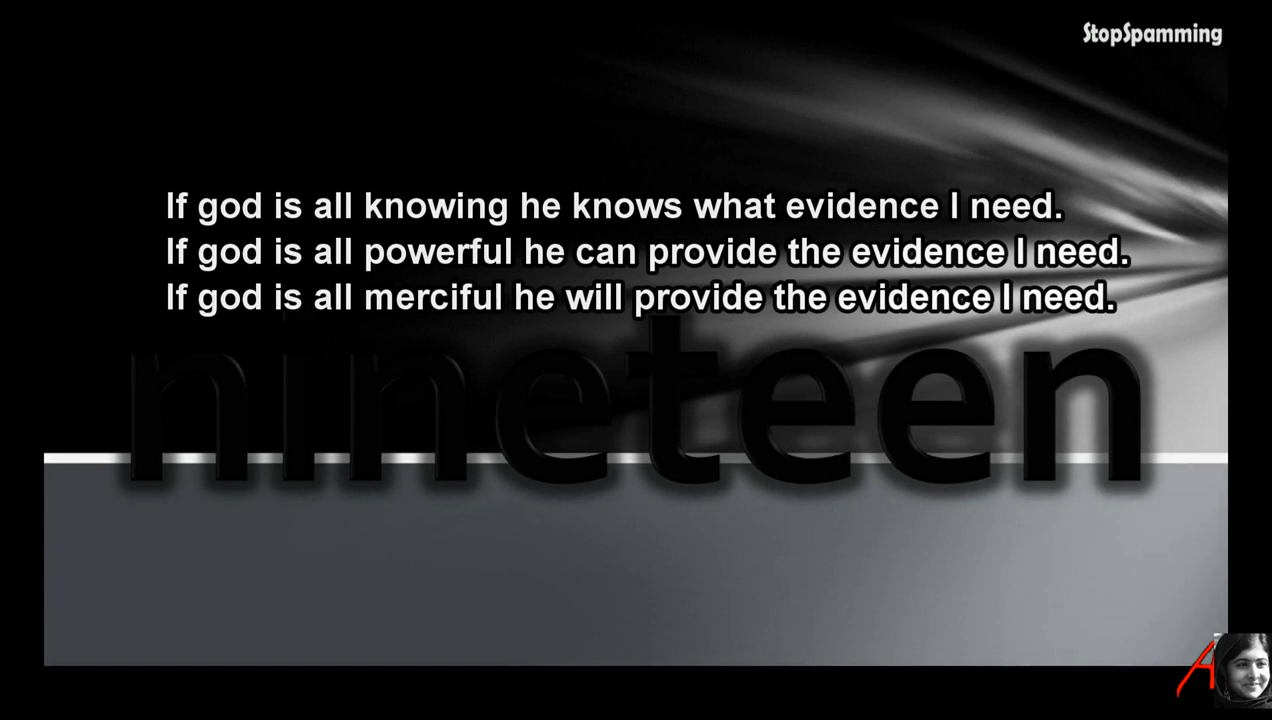 StopSpamming
If god is all knowing he knows what evidence I need.
If god is all powerful he can provide the evidence I need.
If god is all merciful he will provide the evidence I need.
nineteen
A